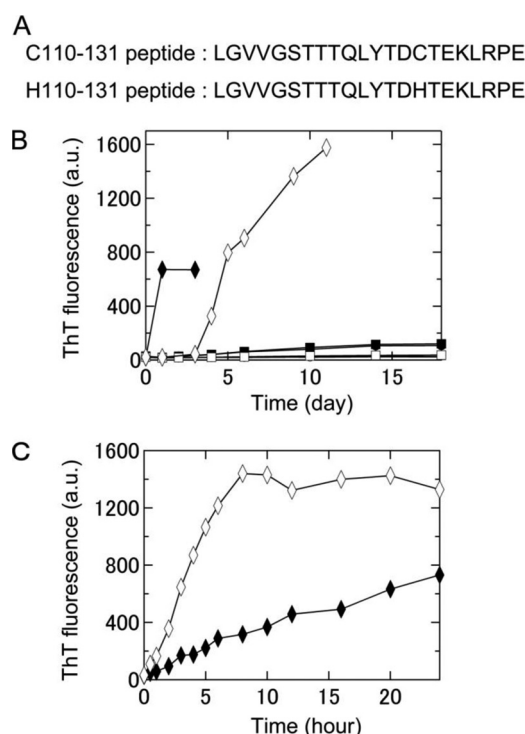 A
C110-131 peptide : LGVVGSTTTQLYTDCTEKLRPE
H110-131 peptide : LGVVGSTTTQLYTDHTEKLRPE
B
ThT fluorescence (a.u.)
1600
1200
800
400
0
0 5 10 15
Time (day)
C
ThT fluorescence (a.u.)
1600
1200
800
400
0
0 5 10 20
Time (hour)